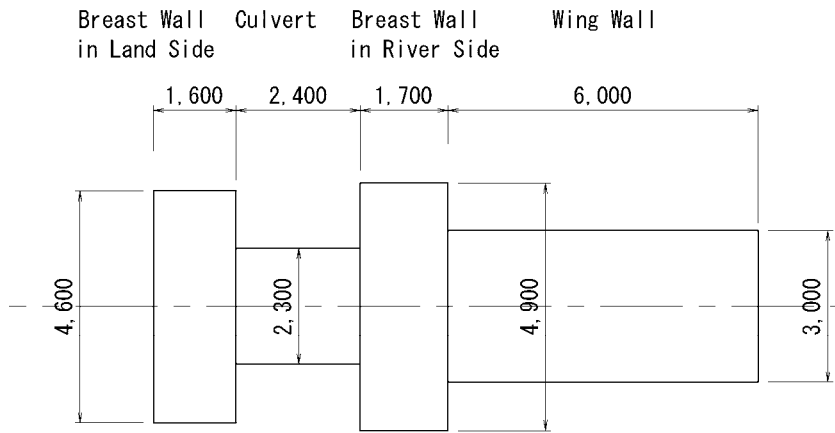 Breast Wall Culvert Breast Wall Wing Wall
in Land Side in River Side
1,600 2,400 1,700 6,000
4,600
2,300
4,900
3,000